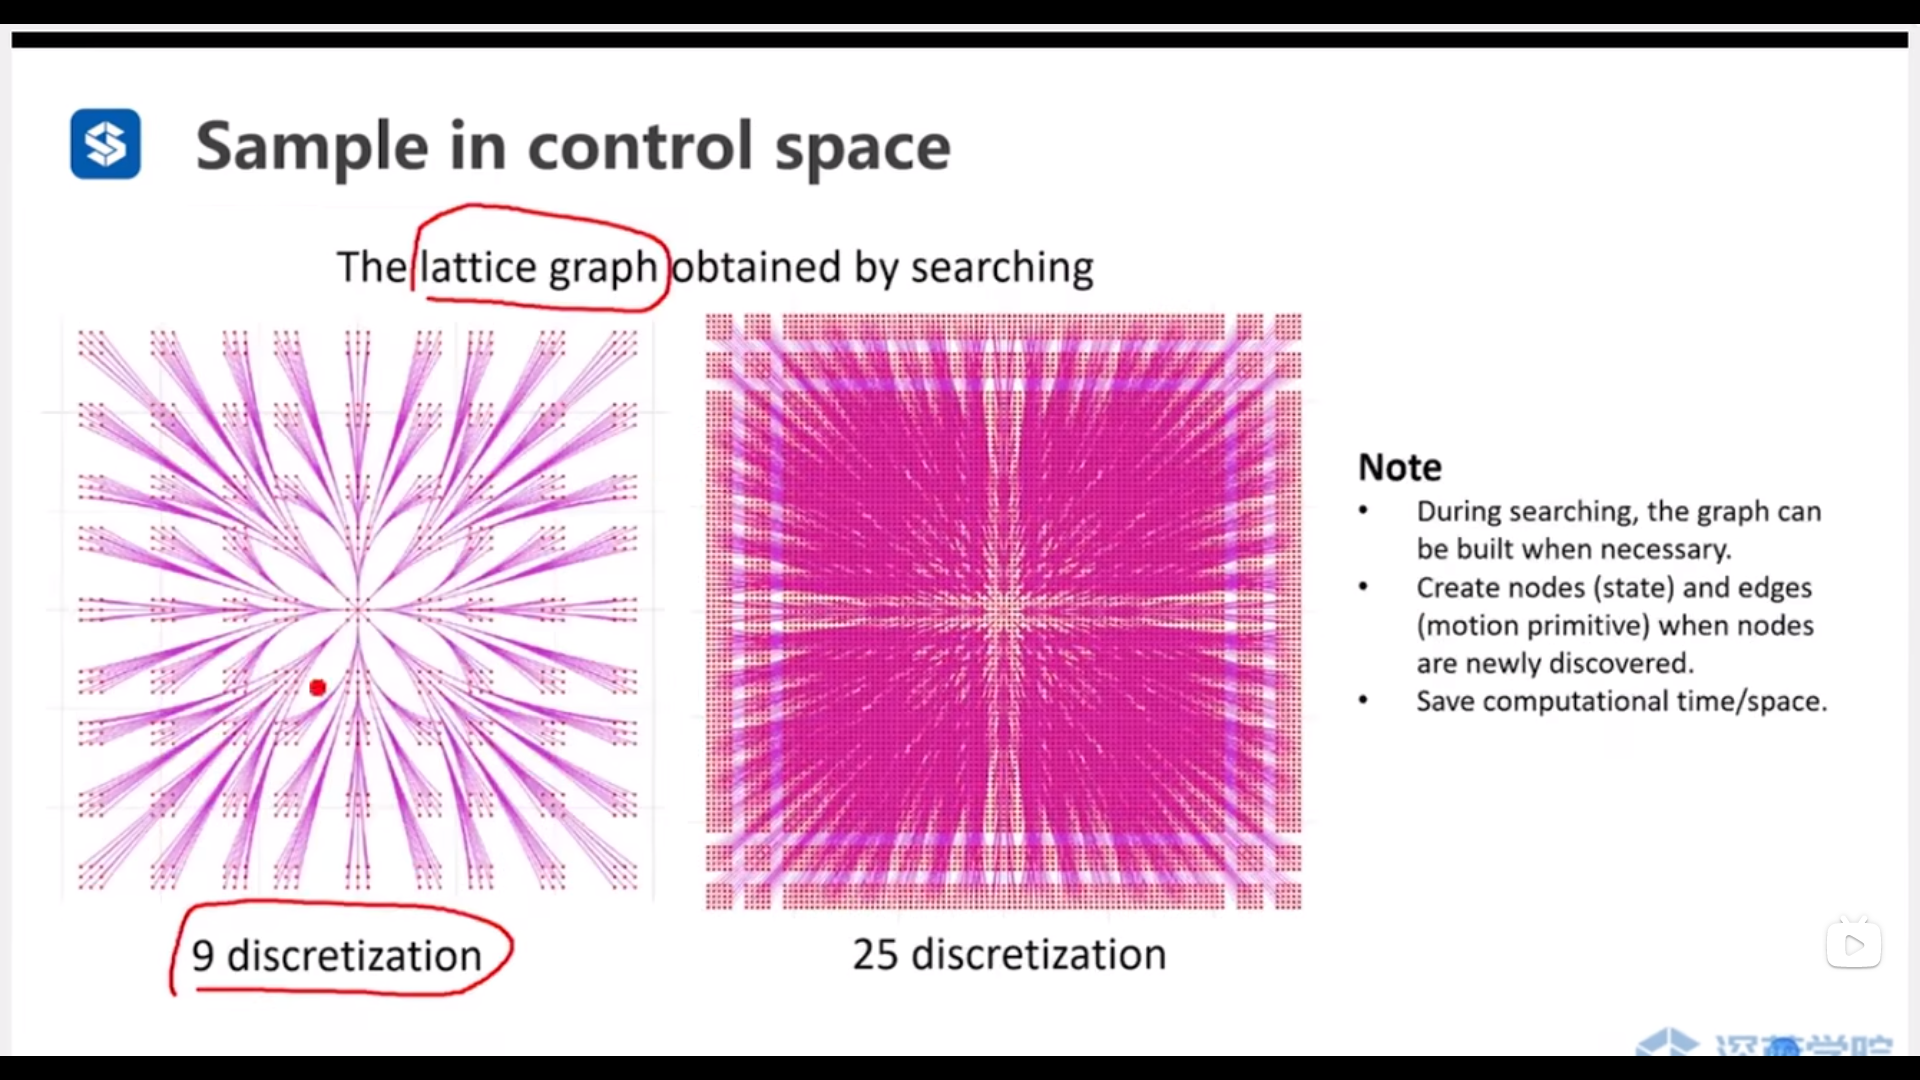 Sample in control space
The lattice graph obtained by searching
Note
• During searching, the graph can
be built when necessary.
• Create nodes (state) and edges
(motion primitive) when nodes
are newly discovered.
• Save computational time/space.
9 discretization
25 discretization